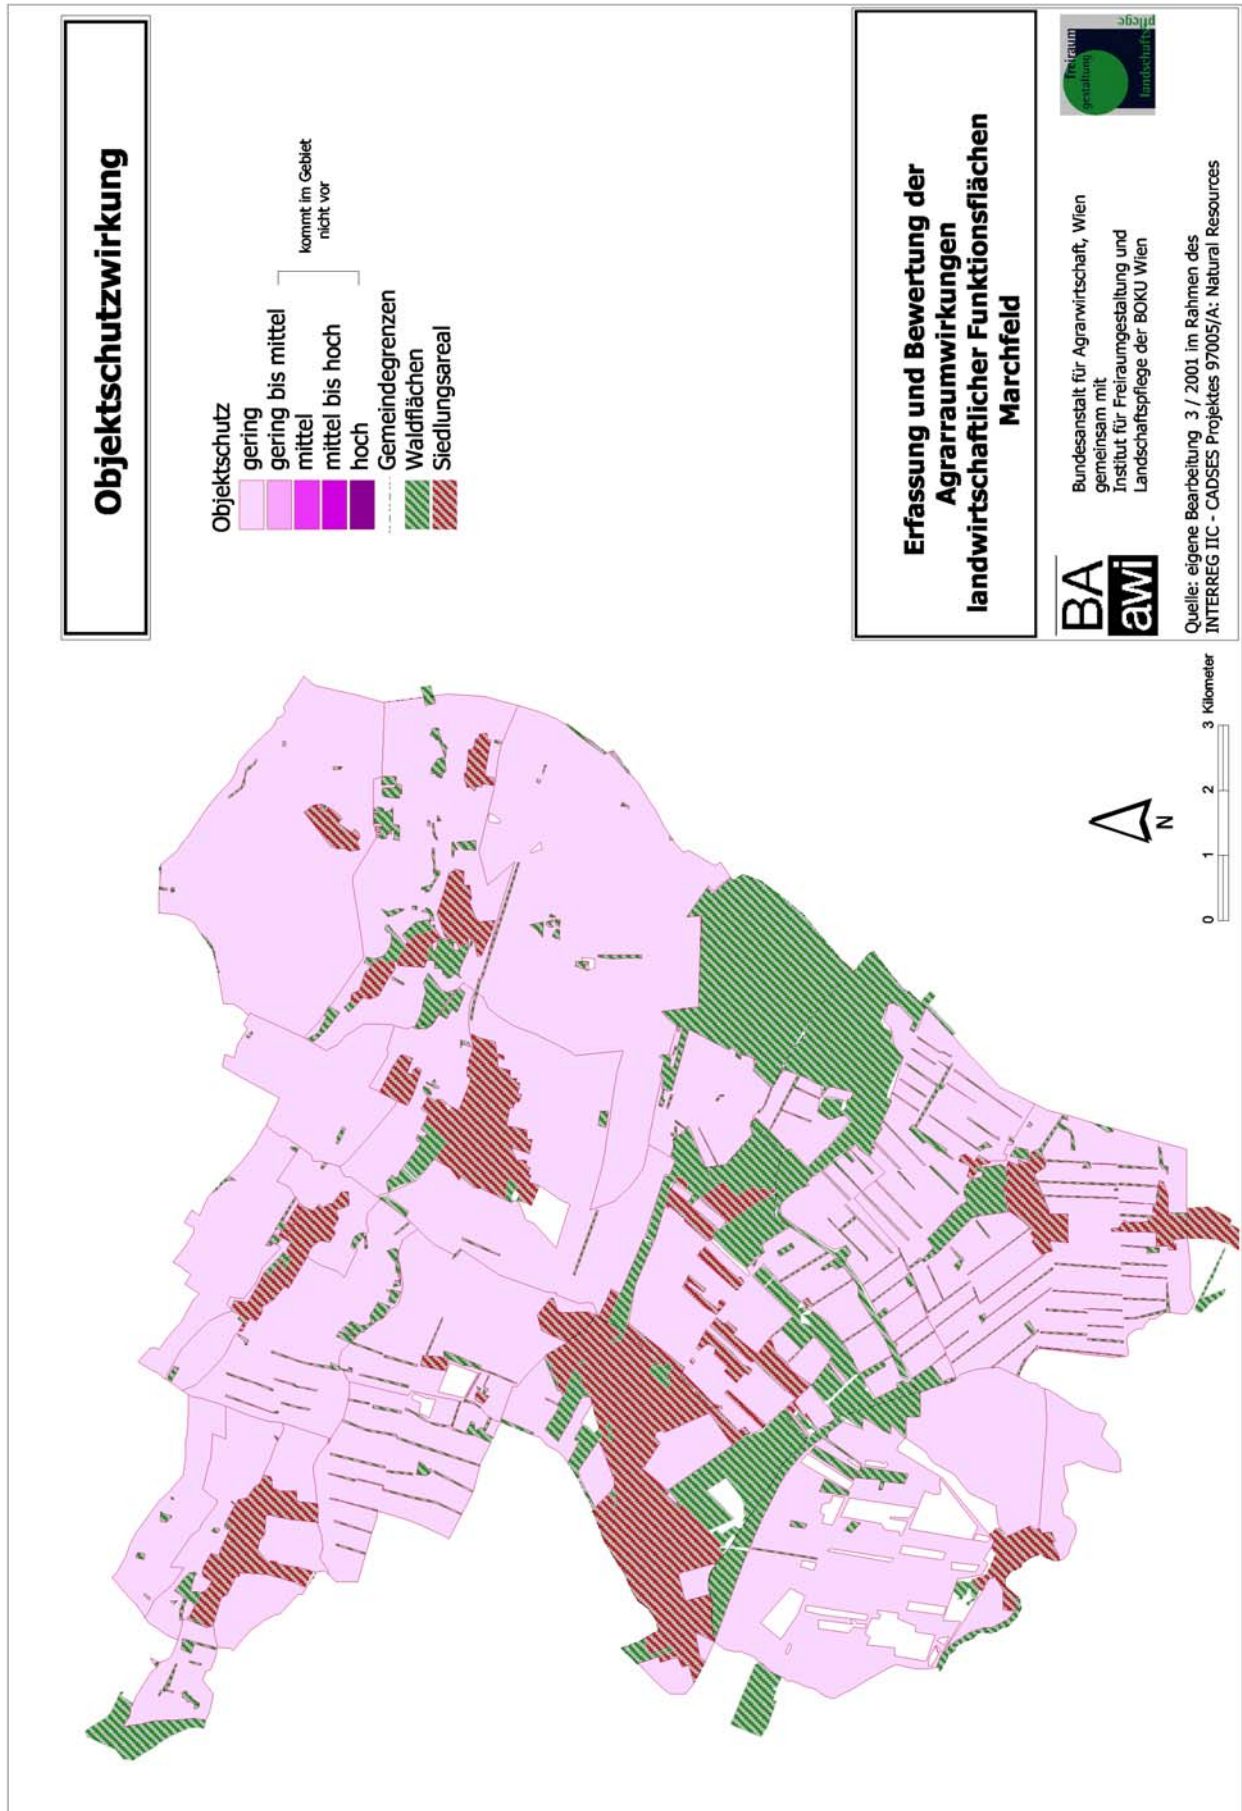 Objektschutzwirkung
Objektschutz
gering
gering bis mittel
mittel
mittel bis hoch
hoch
kommt im Gebiet
nicht vor
Gemeindegrenzen
Waldflächen
Siedlungsareal
0 1 2 3 Kilometer
N
Erfassung und Bewertung der
Agrarraumwirkungen
landwirtschaftlicher Funktionsflächen
Marchfeld
BA
awi
Bundesanstalt für Agrarwirtschaft, Wien
gemeinsam mit
Institut für Freiraumgestaltung und
Landschaftspflege der BOKU Wien
freiraum
gestaltung
landschafts
pflege
Quelle: eigene Bearbeitung 3 / 2001 im Rahmen des
INTERREG IIC - CADSES Projektes 97005/A: Natural Resources